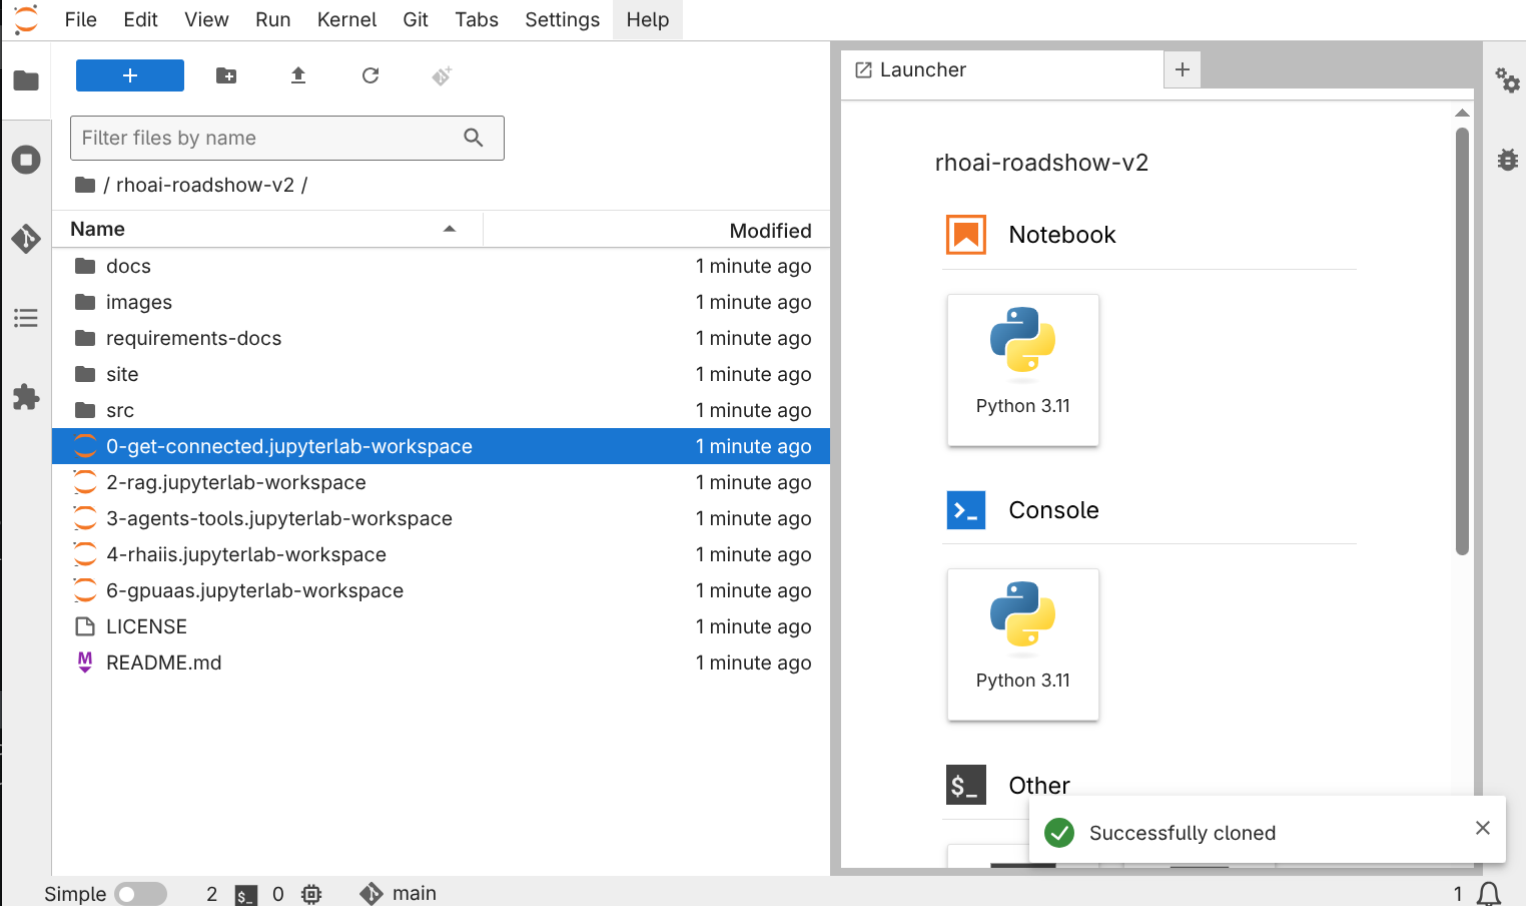 File Edit View Run Kernel Git Tabs Settings Help
+
Filter files by name
/ rhoai-roadshow-v2 /
Name Modified
docs 1 minute ago
images 1 minute ago
requirements-docs 1 minute ago
site 1 minute ago
src 1 minute ago
0-get-connected.jupyterlab-workspace 1 minute ago
2-rag.jupyterlab-workspace 1 minute ago
3-agents-tools.jupyterlab-workspace 1 minute ago
4-rhaiis.jupyterlab-workspace 1 minute ago
6-gpuaas.jupyterlab-workspace 1 minute ago
LICENSE 1 minute ago
M README.md 1 minute ago
Launcher +
rhoai-roadshow-v2
Notebook
Python 3.11
>_ Console
Python 3.11
$_ Other
Successfully cloned
Simple 2 $_ 0 main 1